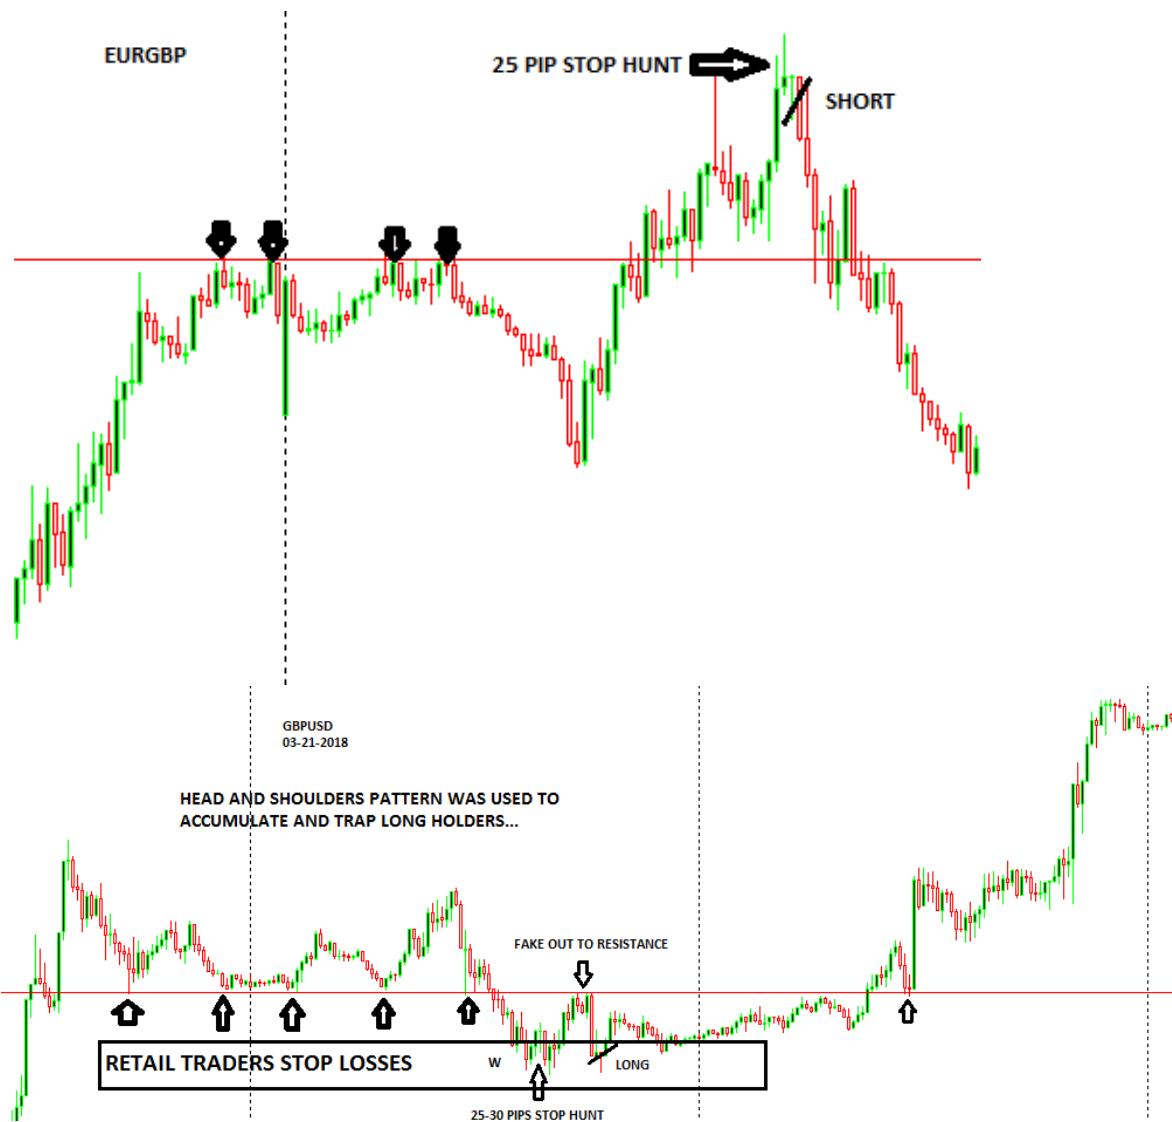 EURGBP
25 PIP STOP HUNT
SHORT
GBPUSD
03-21-2018
HEAD AND SHOULDERS PATTERN WAS USED TO
ACCUMULATE AND TRAP LONG HOLDERS...
FAKE OUT TO RESISTANCE
RETAIL TRADERS STOP LOSSES
W
LONG
25-30 PIPS STOP HUNT